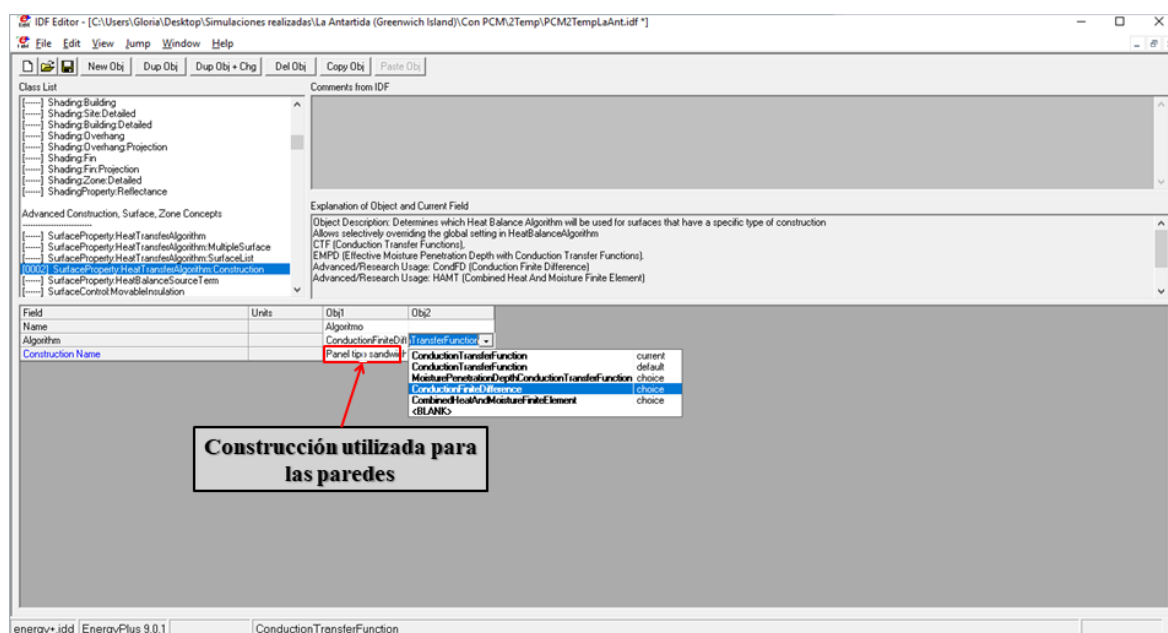 IDF Editor - [C:\Users\Gloria\Desktop\Simulaciones realizadas\La Antartida (Greenwich Island)\Con PCM\2Temp\PCM2TempLaAnt.idf *]
File Edit View Jump Window Help
New Obj Dup Obj Dup Obj + Chg Del Obj Copy Obj Paste Obj
Class List
[------] Shading:Building
[------] Shading:Site:Detailed
[------] Shading:Building:Detailed
[------] Shading:Overhang
[------] Shading:Overhang:Projection
[------] Shading:Fin
[------] Shading:Fin:Projection
[------] Shading:Zone:Detailed
[------] ShadingProperty:Reflectance
Advanced Construction, Surface, Zone Concepts
-------------------------
[------] SurfaceProperty:HeatTransferAlgorithm
[------] SurfaceProperty:HeatTransferAlgorithm:MultipleSurface
[------] SurfaceProperty:HeatTransferAlgorithm:SurfaceList
[0002] SurfaceProperty:HeatTransferAlgorithm:Construction
[------] SurfaceProperty:HeatBalanceSourceTerm
[------] SurfaceControl:MovableInsulation
Comments from IDF
Explanation of Object and Current Field
Object Description: Determines which Heat Balance Algorithm will be used for surfaces that have a specific type of construction
Allows selectively overriding the global setting in HeatBalanceAlgorithm
CTF (Conduction Transfer Functions),
EMPD (Effective Moisture Penetration Depth with Conduction Transfer Functions).
Advanced/Research Usage: CondFD (Conduction Finite Difference)
Advanced/Research Usage: HAMT (Combined Heat And Moisture Finite Element)
Field Units Obj1 Obj2
Name Algoritmo
Algorithm ConductionFiniteDiff TransferFunction
Construction Name Panel tipo sandwich
ConductionTransferFunction current
ConductionTransferFunction default
MoisturePenetrationDepthConductionTransferFunction choice
ConductionFiniteDifference choice
CombinedHeatAndMoistureFiniteElement choice
<BLANK>
Construcción utilizada para
las paredes
energy+.idd EnergyPlus 9.0.1 ConductionTransferFunction